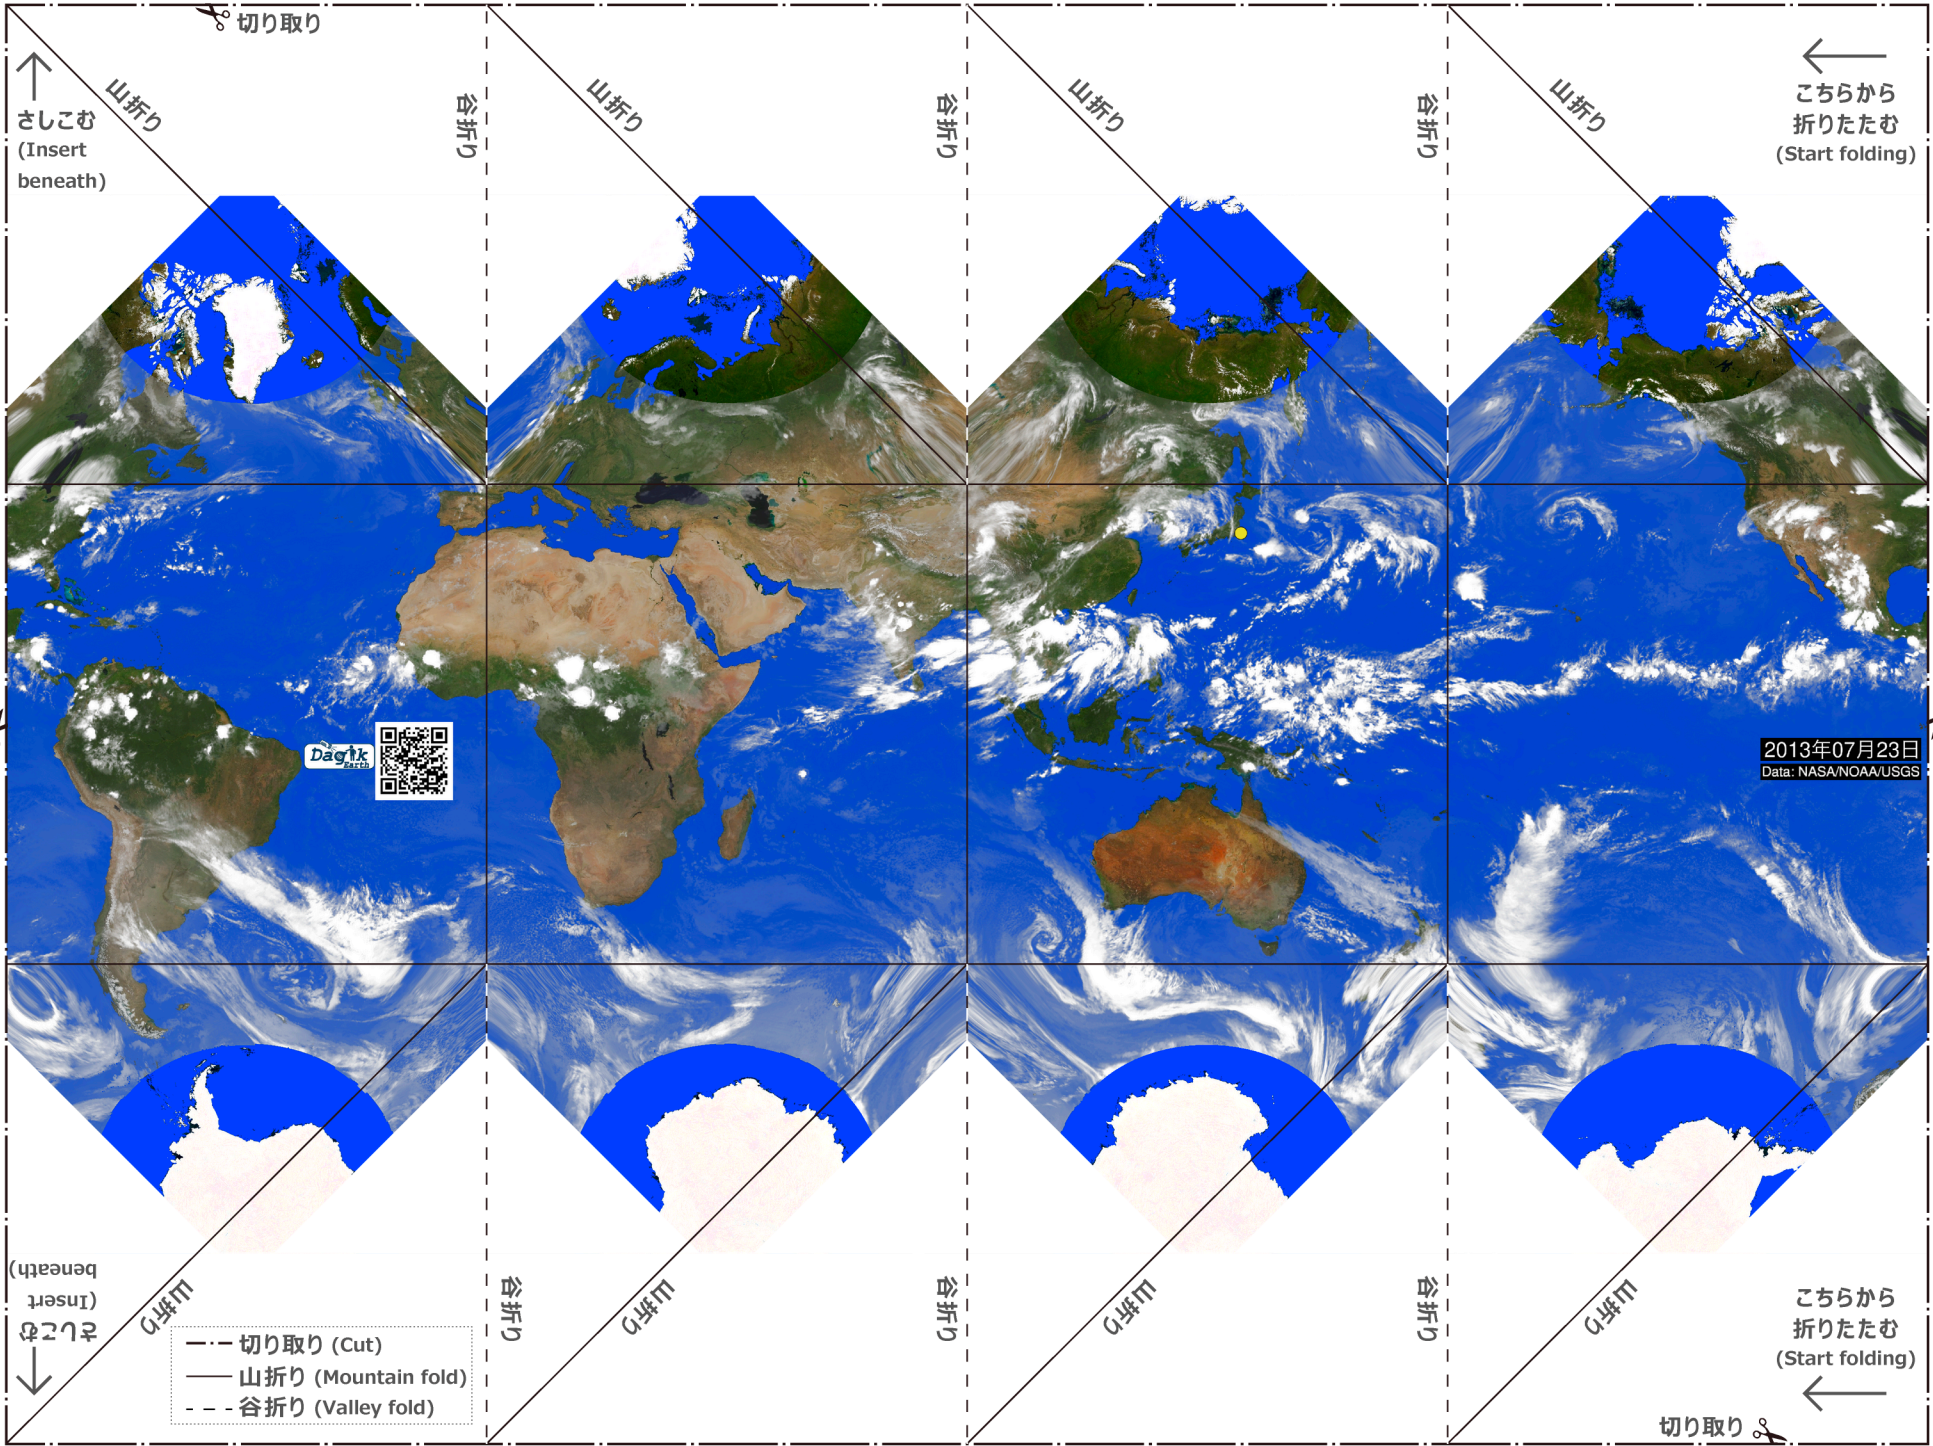 切り取り
山折り
谷折り
山折り
谷折り
山折り
谷折り
山折り
さしこむ
(Insert
beneath)
こちらから
折りたたむ
(Start folding)
Dagik
Earth
2013年07月23日
Data: NASA/NOAA/USGS
さしこむ
(Insert
beneath)
山折り
谷折り
山折り
谷折り
山折り
谷折り
山折り
こちらから
折りたたむ
(Start folding)
切り取り (Cut)
山折り (Mountain fold)
谷折り (Valley fold)
切り取り